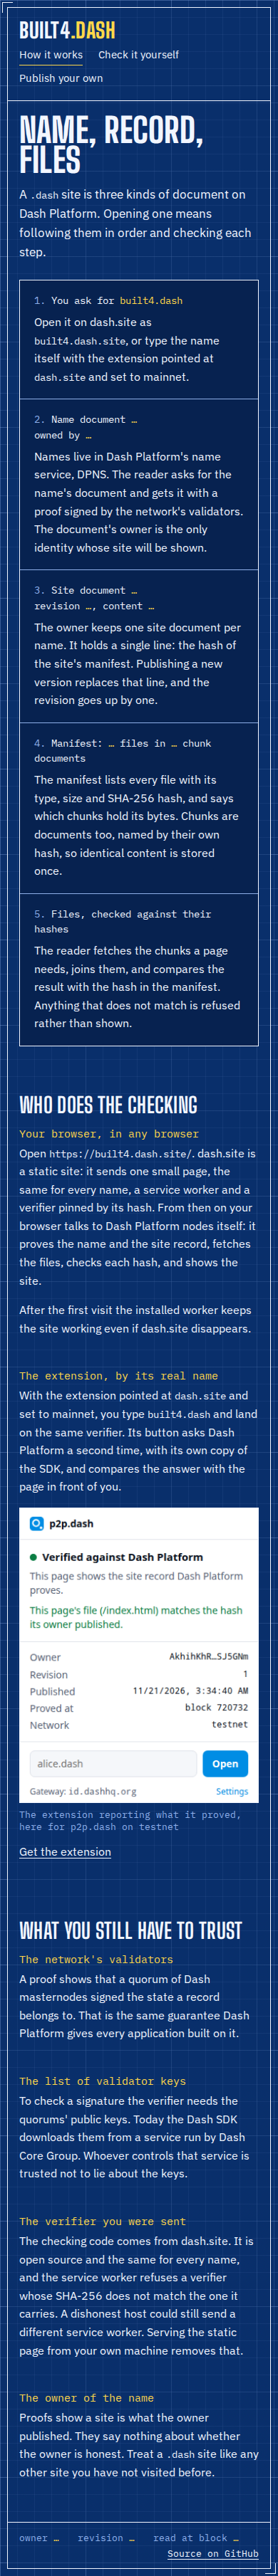 BUILT4.DASH
How it works Check it yourself
Publish your own
NAME, RECORD,
FILES
A .dash site is three kinds of document on
Dash Platform. Opening one means
following them in order and checking each
step.
1. You ask for built4.dash
Open it on dash.site as
built4.dash.site, or type the name
itself with the extension pointed at
dash.site and set to mainnet.
2. Name document …
owned by …
Names live in Dash Platform's name
service, DPNS. The reader asks for the
name's document and gets it with a
proof signed by the network's validators.
The document's owner is the only
identity whose site will be shown.
3. Site document …
revision …, content …
The owner keeps one site document per
name. It holds a single line: the hash of
the site's manifest. Publishing a new
version replaces that line, and the
revision goes up by one.
4. Manifest: … files in … chunk
documents
The manifest lists every file with its
type, size and SHA-256 hash, and says
which chunks hold its bytes. Chunks are
documents too, named by their own
hash, so identical content is stored
once.
5. Files, checked against their
hashes
The reader fetches the chunks a page
needs, joins them, and compares the
result with the hash in the manifest.
Anything that does not match is refused
rather than shown.
WHO DOES THE CHECKING
Your browser, in any browser
Open https://built4.dash.site/. dash.site is
a static site: it sends one small page, the
same for every name, a service worker and a
verifier pinned by its hash. From then on your
browser talks to Dash Platform nodes itself: it
proves the name and the site record, fetches
the files, checks each hash, and shows the
site.
After the first visit the installed worker keeps
the site working even if dash.site disappears.
The extension, by its real name
With the extension pointed at dash.site and
set to mainnet, you type built4.dash and land
on the same verifier. Its button asks Dash
Platform a second time, with its own copy of
the SDK, and compares the answer with the
page in front of you.
p2p.dash
Verified against Dash Platform
This page shows the site record Dash Platform
proves.
This page's file (/index.html) matches the hash
its owner published.
Owner AkhihKhR…SJ5GNm
Revision 1
Published 11/21/2026, 3:34:40 AM
Proved at block 720732
Network testnet
alice.dash Open
Gateway: id.dashhq.org Settings
The extension reporting what it proved,
here for p2p.dash on testnet
Get the extension
WHAT YOU STILL HAVE TO TRUST
The network's validators
A proof shows that a quorum of Dash
masternodes signed the state a record
belongs to. That is the same guarantee Dash
Platform gives every application built on it.
The list of validator keys
To check a signature the verifier needs the
quorums' public keys. Today the Dash SDK
downloads them from a service run by Dash
Core Group. Whoever controls that service is
trusted not to lie about the keys.
The verifier you were sent
The checking code comes from dash.site. It is
open source and the same for every name,
and the service worker refuses a verifier
whose SHA-256 does not match the one it
carries. A dishonest host could still send a
different service worker. Serving the static
page from your own machine removes that.
The owner of the name
Proofs show a site is what the owner
published. They say nothing about whether
the owner is honest. Treat a .dash site like any
other site you have not visited before.
owner … revision … read at block …
Source on GitHub